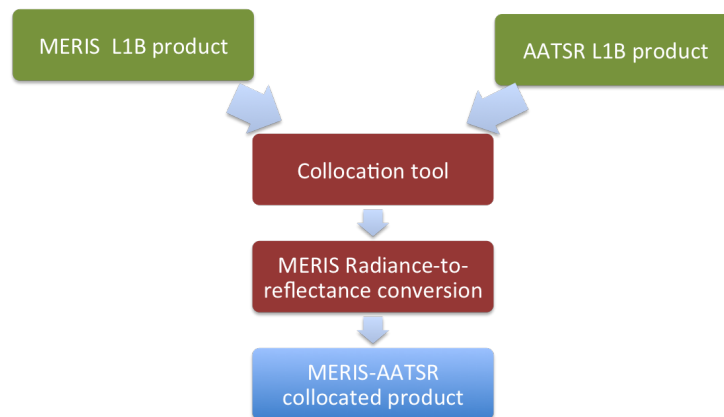 MERIS  L1B product
AATSR L1B product
Collocation tool
MERIS Radiance-to-
reflectance conversion
MERIS-AATSR
collocated product